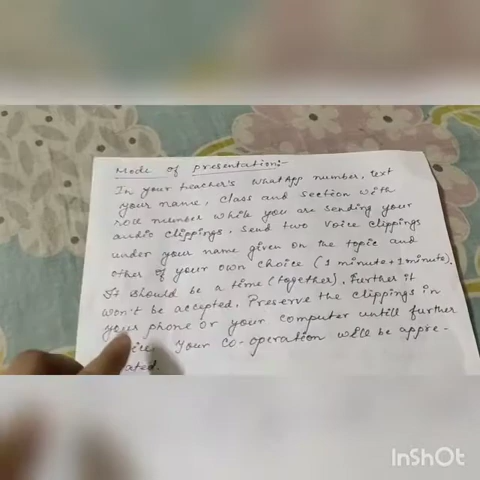 Mode of presentation:-
In your teacher's WhatApp number, text
your name, class and section with
roll number while you are sending your
audio clippings. Send two voice clippings
under your name given on the topic and
other of your own choice (1 minute + 1 minute).
It should be a time (together). Further it
won't be accepted. Preserve the clippings in
your phone or your computer untill further
Your co-operation will be appre-
ated.
InShOt